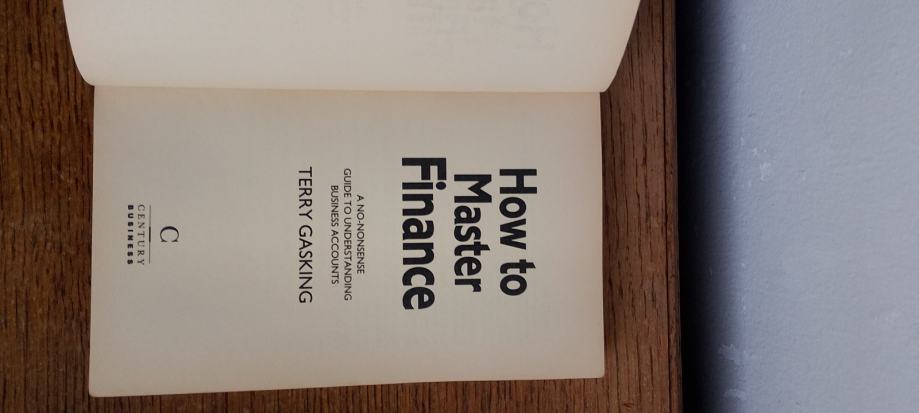 How to
Master
Finance
A NO-NONSENSE
GUIDE TO UNDERSTANDING
BUSINESS ACCOUNTS
TERRY GASKING
C
CENTURY
BUSINESS